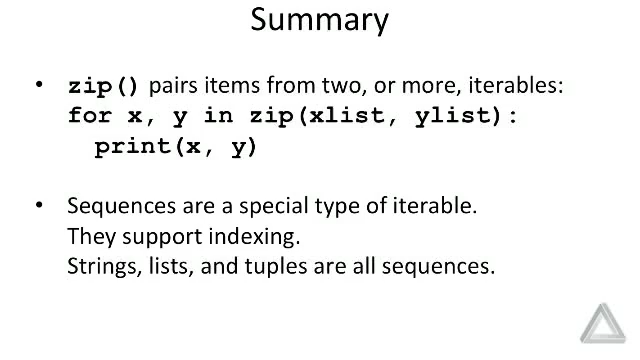 Summary
• zip() pairs items from two, or more, iterables:
for x, y in zip(xlist, ylist):
print(x, y)
• Sequences are a special type of iterable.
They support indexing.
Strings, lists, and tuples are all sequences.